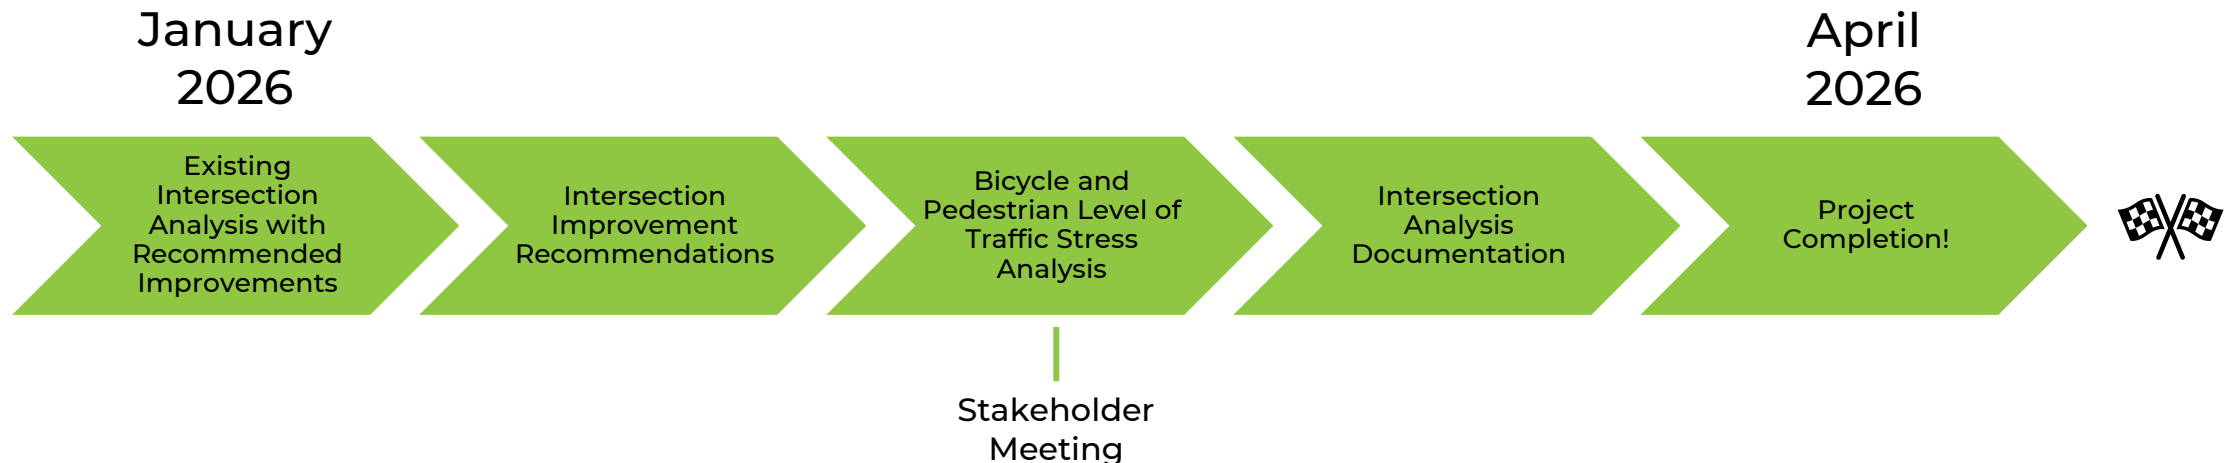 January
2026
April
2026
Existing
Intersection
Analysis with
Recommended
Improvements
Intersection
Improvement
Recommendations
Bicycle and
Pedestrian Level of
Traffic Stress
Analysis
Intersection
Analysis
Documentation
Project
Completion!
Stakeholder
Meeting